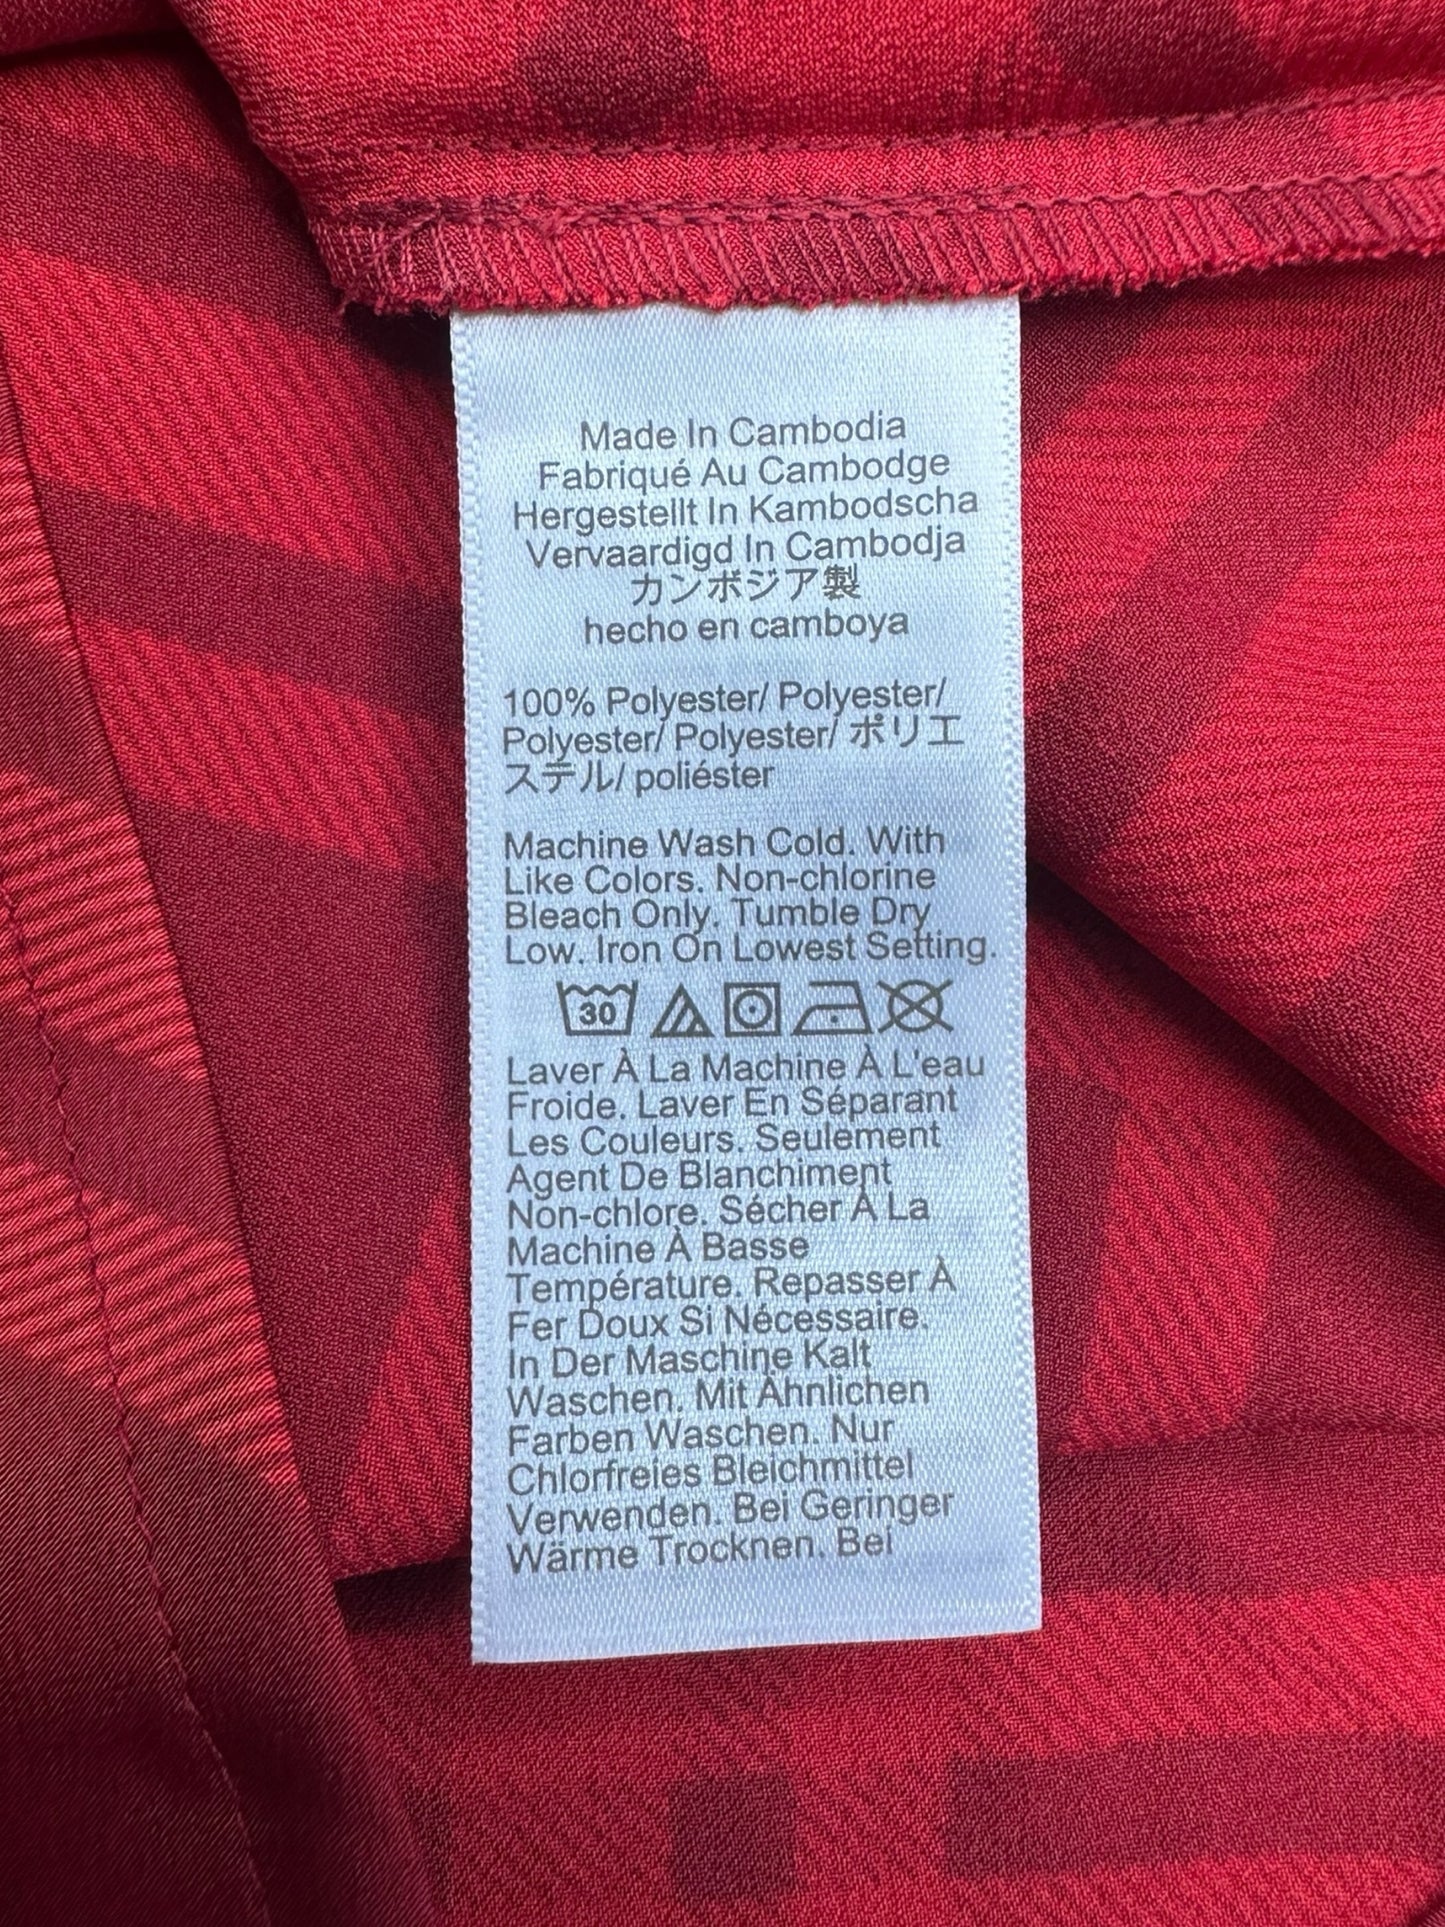 Made In Cambodia
Fabriqué Au Cambodge
Hergestellt In Kambodscha
Vervaardigd In Cambodja
カンボジア製
hecho en camboya
100% Polyester/ Polyester/
Polyester/ Polyester/ ポリエ
ステル/ poliéster
Machine Wash Cold. With
Like Colors. Non-chlorine
Bleach Only. Tumble Dry
Low. Iron On Lowest Setting.
30
Laver À La Machine À L'eau
Froide. Laver En Séparant
Les Couleurs. Seulement
Agent De Blanchiment
Non-chlore. Sécher À La
Machine À Basse
Température. Repasser À
Fer Doux Si Nécessaire.
In Der Maschine Kalt
Waschen. Mit Ähnlichen
Farben Waschen. Nur
Chlorfreies Bleichmittel
Verwenden. Bei Geringer
Wärme Trocknen. Bei